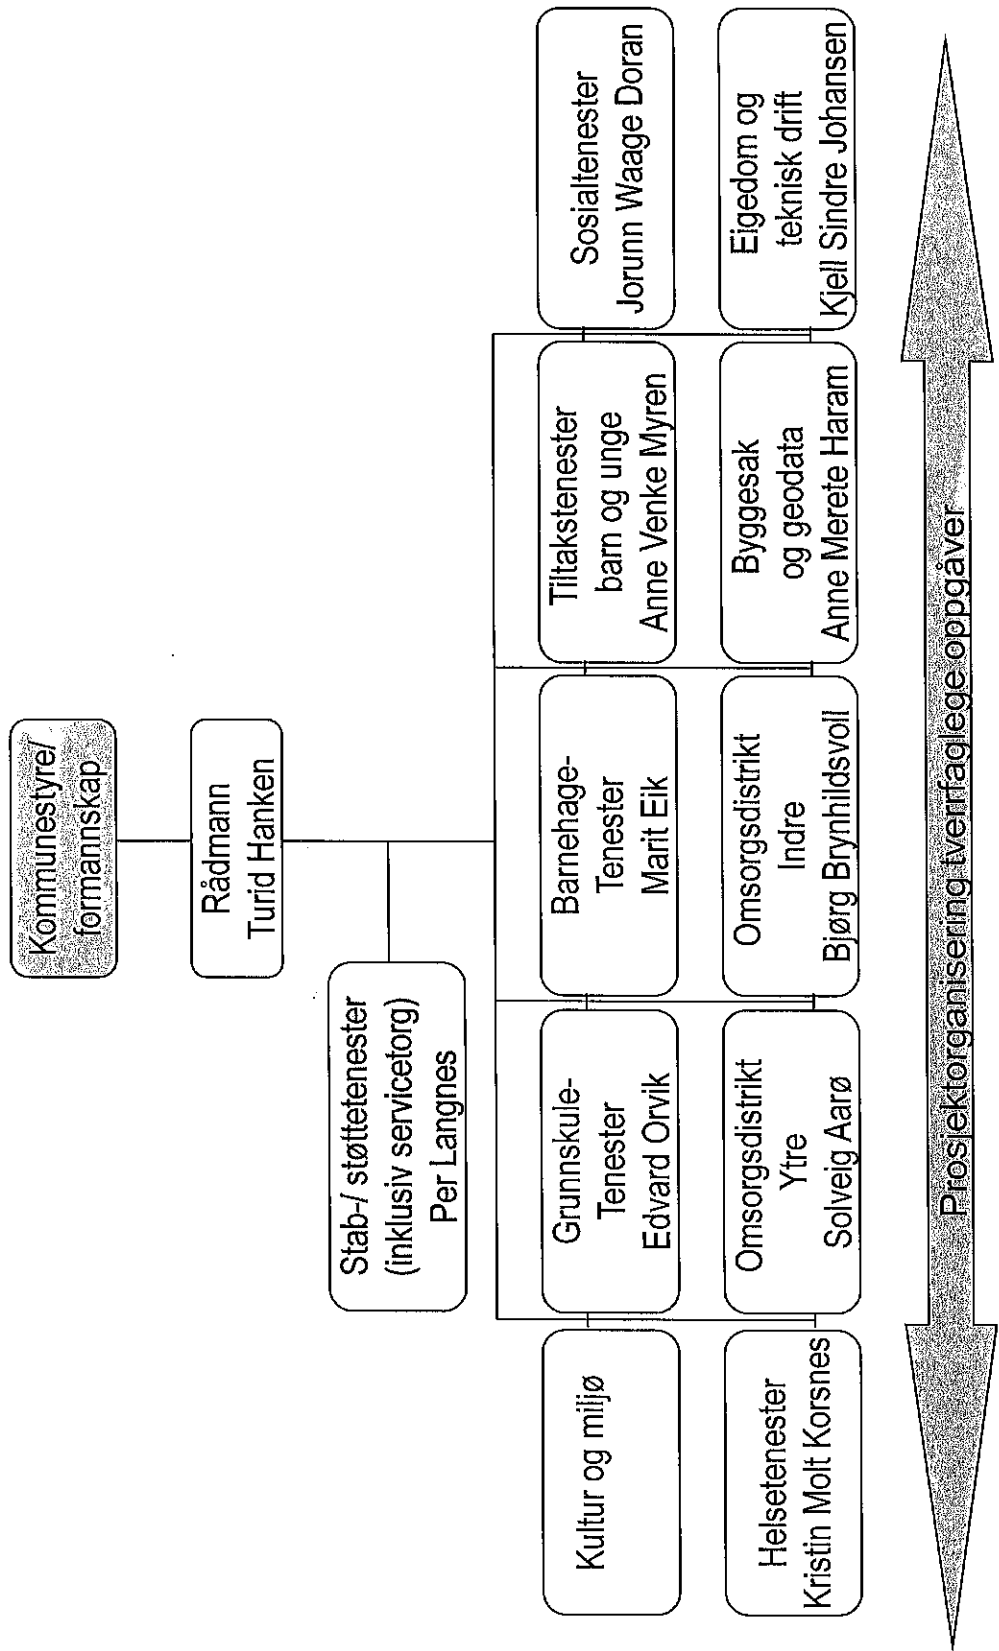 Kommunestyre/
formannskap
Rådmann
Turid Hanken
Stab-/ støttetenester
(inklusiv servicetorg)
Per Langnes
Kultur og miljø
Grunnskule-
Tenester
Edvard Orvik
Barnehage-
Tenester
Marit Eik
Tiltakstenester
barn og unge
Anne Venke Myren
Sosialtenester
Jorunn Waage Doran
Helsetenester
Kristin Molt Korsnes
Omsorgsdistrikt
Ytre
Solveig Aarø
Omsorgsdistrikt
Indre
Bjørg Brynhildsvoll
Byggesak
og geodata
Anne Merete Haram
Eigedom og
teknisk drift
Kjell Sindre Johansen
Prosjektorganisering tverrfaglege oppgåver